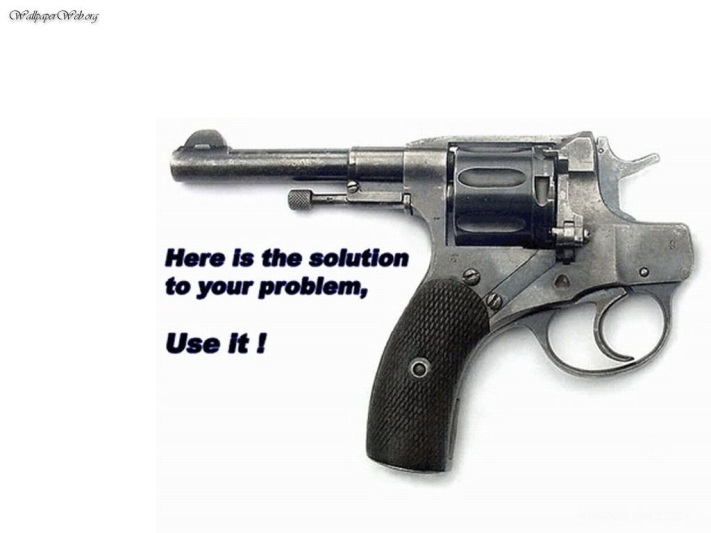 WallpaperWeb.org
Here is the solution
to your problem,
Use it !